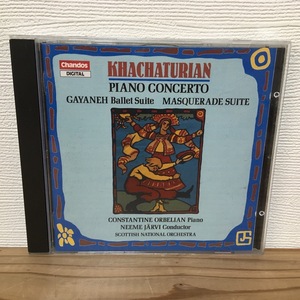 Chandos
DIGITAL
KHACHATURIAN
PIANO CONCERTO
GAYANEH Ballet Suite MASQUERADE SUITE
CONSTANTINE ORBELIAN Piano
NEEME JÄRVI Conductor
SCOTTISH NATIONAL ORCHESTRA